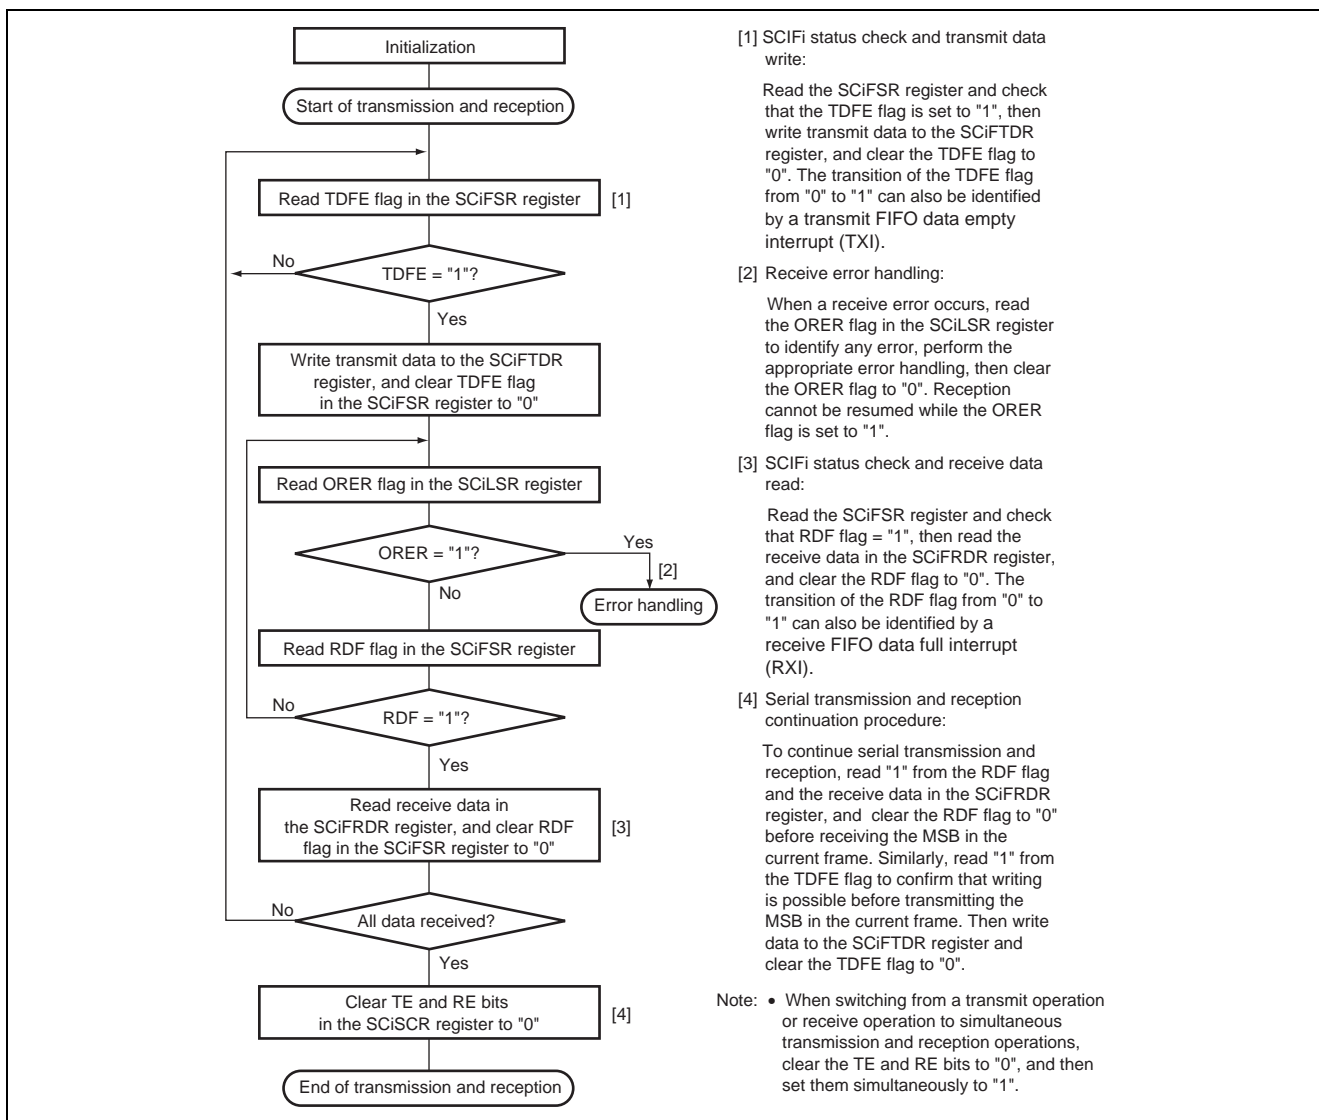 Initialization
Start of transmission and reception
Read TDFE flag in the SCiFSR register
[1]
No
TDFE = "1"?
Yes
Write transmit data to the SCiFTDR
register, and clear TDFE flag
in the SCiFSR register to "0"
Read ORER flag in the SCiLSR register
ORER = "1"?
Yes
[2]
No
Error handling
Read RDF flag in the SCiFSR register
No
RDF = "1"?
Yes
Read receive data in
the SCiFRDR register, and clear RDF
flag in the SCiFSR register to "0"
[3]
No
All data received?
Yes
Clear TE and RE bits
in the SCiSCR register to "0"
[4]
End of transmission and reception
[1] SCIFi status check and transmit data
write:
Read the SCiFSR register and check
that the TDFE flag is set to "1", then
write transmit data to the SCiFTDR
register, and clear the TDFE flag to
"0". The transition of the TDFE flag
from "0" to "1" can also be identified
by a transmit FIFO data empty
interrupt (TXI).
[2] Receive error handling:
When a receive error occurs, read
the ORER flag in the SCiLSR register
to identify any error, perform the
appropriate error handling, then clear
the ORER flag to "0". Reception
cannot be resumed while the ORER
flag is set to "1".
[3] SCIFi status check and receive data
read:
Read the SCiFSR register and check
that RDF flag = "1", then read the
receive data in the SCiFRDR register,
and clear the RDF flag to "0". The
transition of the RDF flag from "0" to
"1" can also be identified by a
receive FIFO data full interrupt
(RXI).
[4] Serial transmission and reception
continuation procedure:
To continue serial transmission and
reception, read "1" from the RDF flag
and the receive data in the SCiFRDR
register, and clear the RDF flag to "0"
before receiving the MSB in the
current frame. Similarly, read "1" from
the TDFE flag to confirm that writing
is possible before transmitting the
MSB in the current frame. Then write
data to the SCiFTDR register and
clear the TDFE flag to "0".
Note: • When switching from a transmit operation
or receive operation to simultaneous
transmission and reception operations,
clear the TE and RE bits to "0", and then
set them simultaneously to "1".